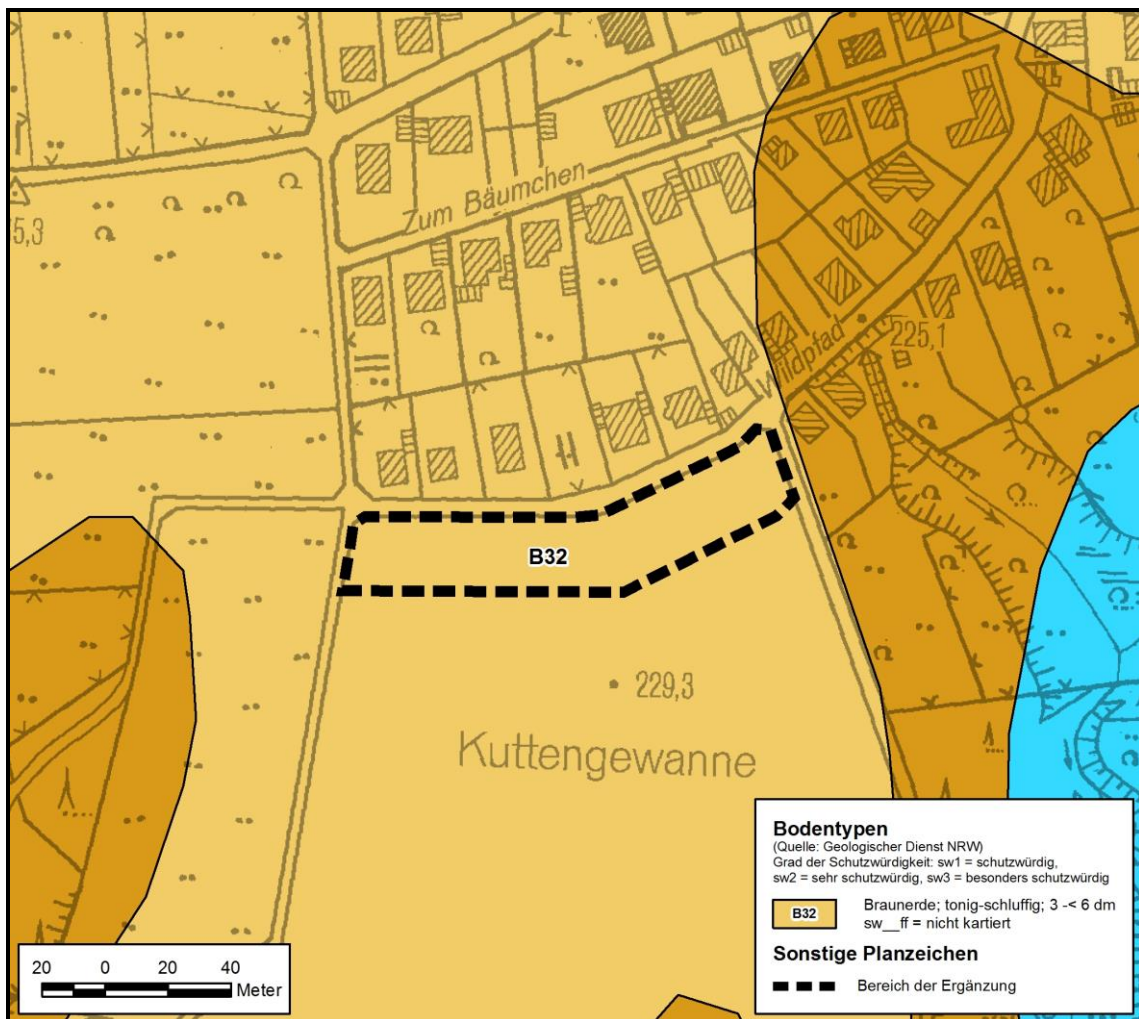 Zum Bäumchen
5,3
Wildpfad
225,1
B32
229,3
Kuttengewanne
Bodentypen
(Quelle: Geologischer Dienst NRW)
Grad der Schutzwürdigkeit: sw1 = schutzwürdig,
sw2 = sehr schutzwürdig, sw3 = besonders schutzwürdig
B32 Braunerde; tonig-schluffig; 3 -< 6 dm
sw__ff = nicht kartiert
Sonstige Planzeichen
Bereich der Ergänzung
20 0 20 40
Meter